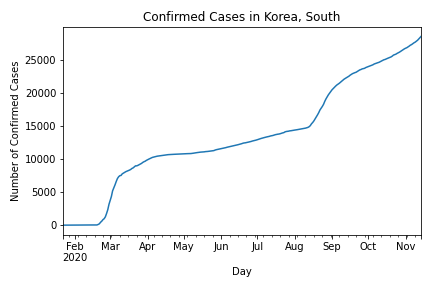 Confirmed Cases in Korea, South
Number of Confirmed Cases
25000
20000
15000
10000
5000
0
Feb Mar Apr May Jun Jul Aug Sep Oct Nov
2020
Day